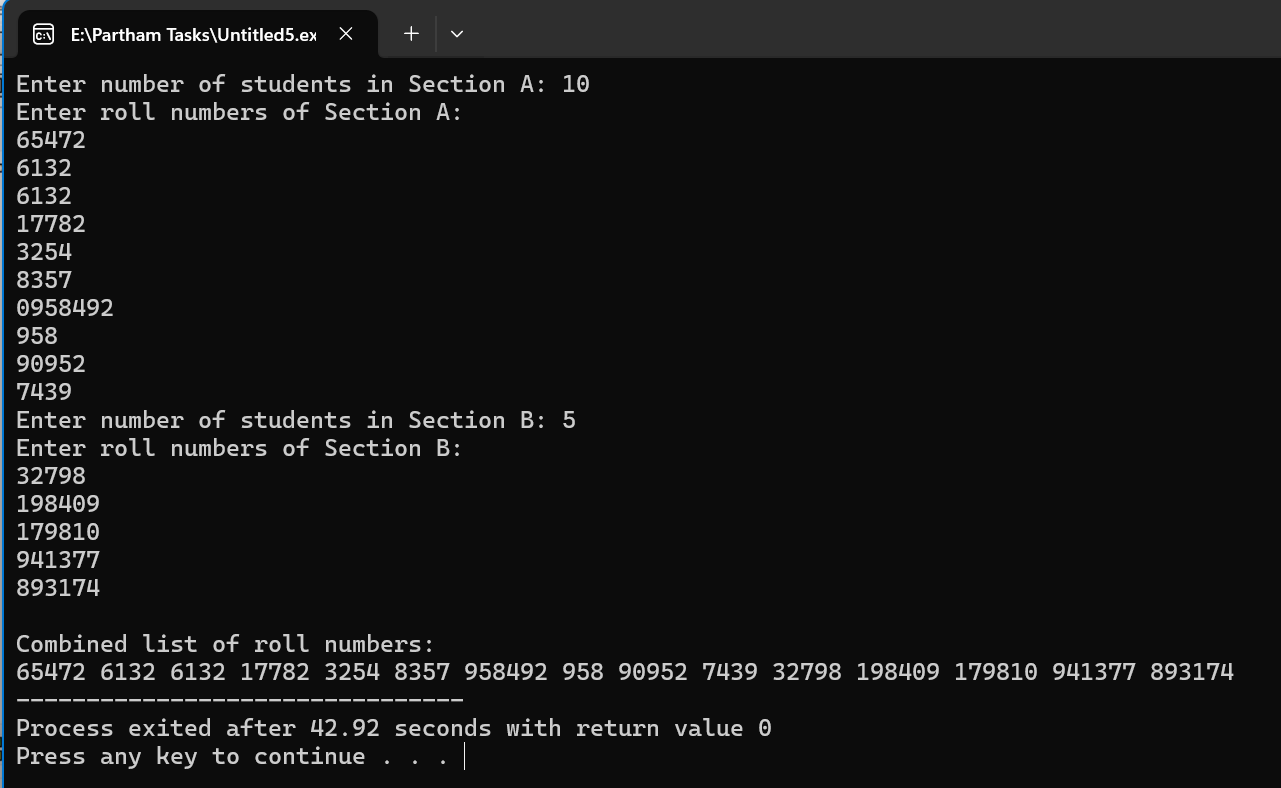 E:\Partham Tasks\Untitled5.ex
Enter number of students in Section A: 10
Enter roll numbers of Section A:
65472
6132
6132
17782
3254
8357
0958492
958
90952
7439
Enter number of students in Section B: 5
Enter roll numbers of Section B:
32798
198409
179810
941377
893174
Combined list of roll numbers:
65472 6132 6132 17782 3254 8357 958492 958 90952 7439 32798 198409 179810 941377 893174
--------------------------------
Process exited after 42.92 seconds with return value 0
Press any key to continue . . .